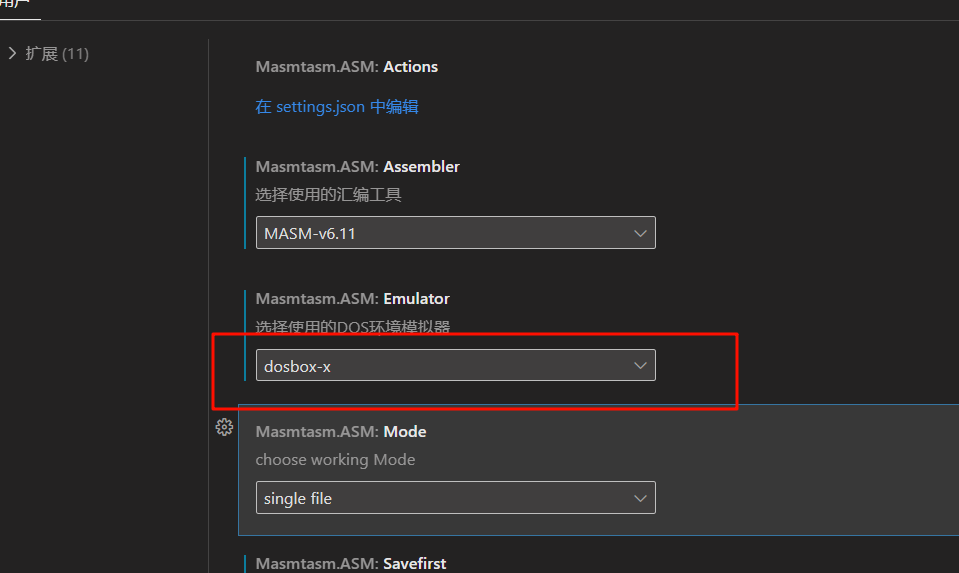 用户
扩展 (11)
Masmtasm.ASM: Actions
在 settings.json 中编辑
Masmtasm.ASM: Assembler
选择使用的汇编工具
MASM-v6.11
Masmtasm.ASM: Emulator
选择使用的DOS环境模拟器
dosbox-x
Masmtasm.ASM: Mode
choose working Mode
single file
Masmtasm.ASM: Savefirst